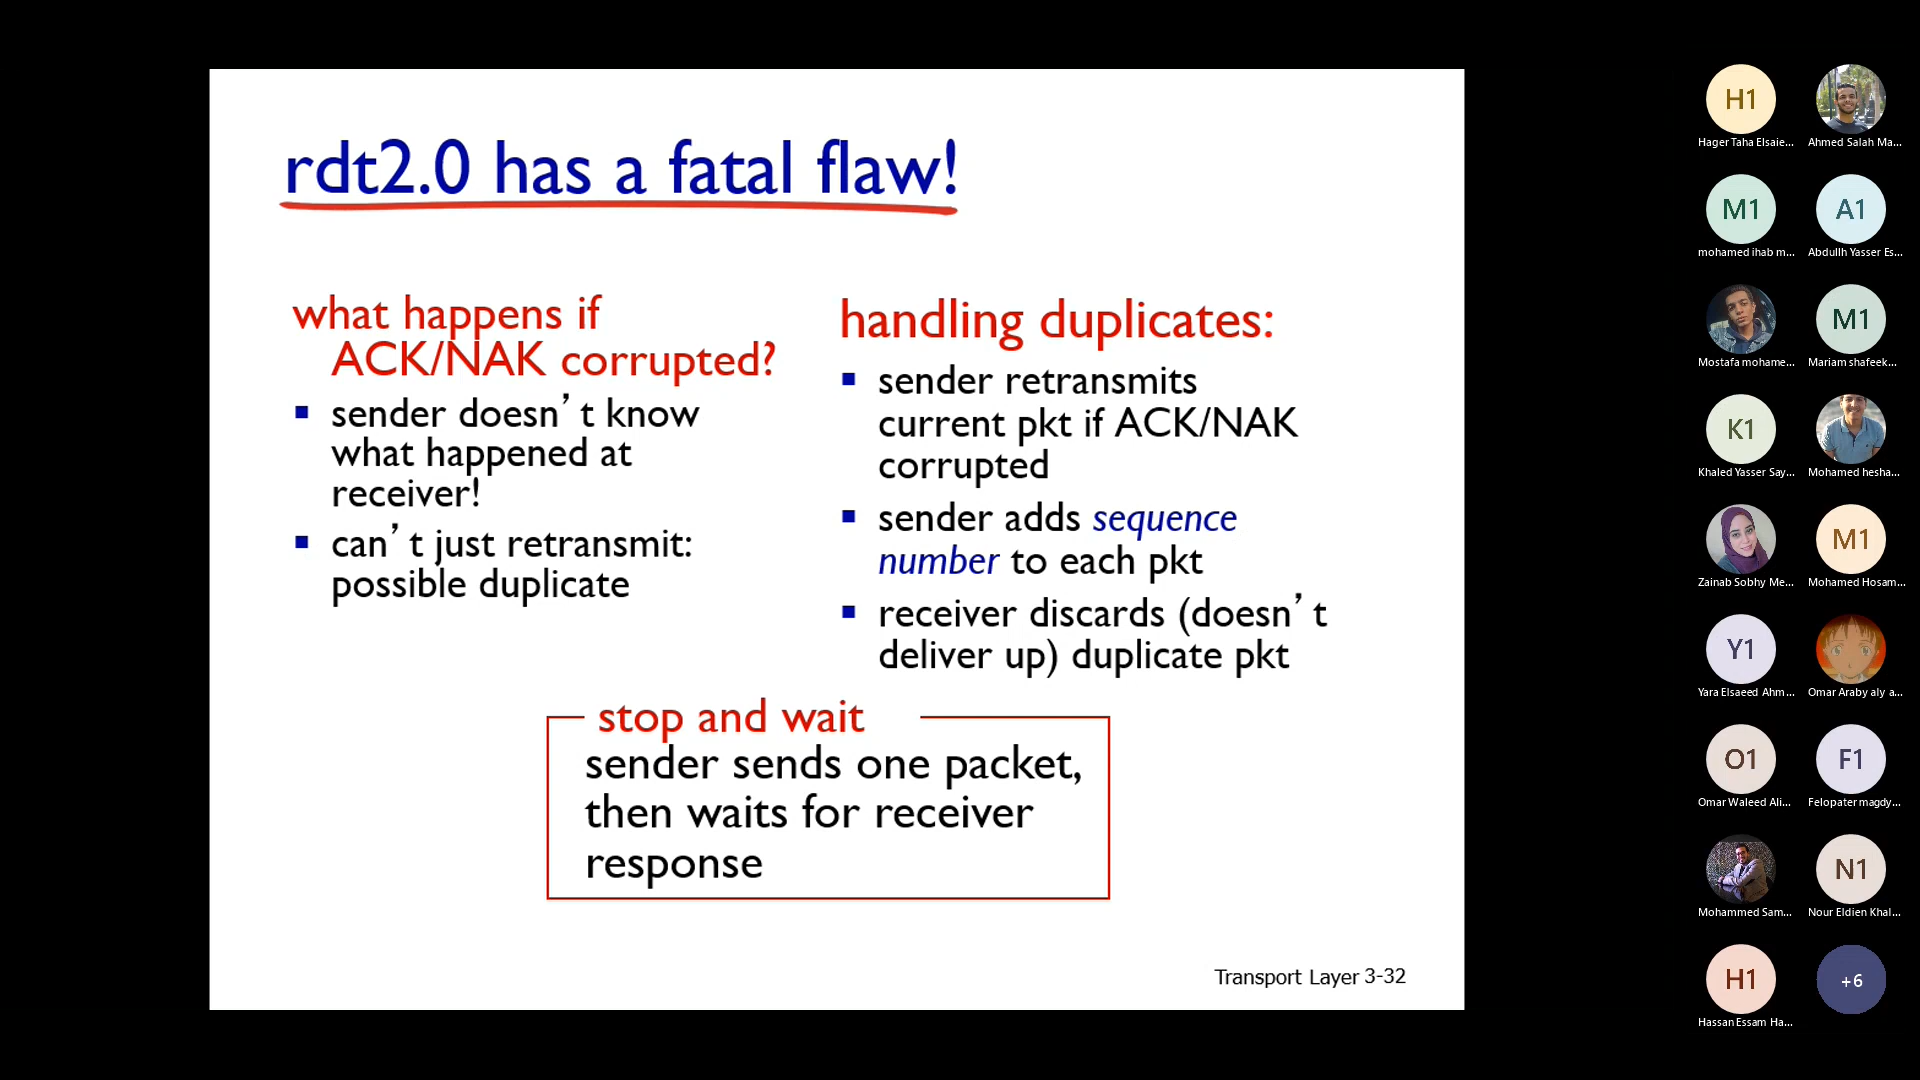 rdt2.0 has a fatal flaw!
what happens if
ACK/NAK corrupted?
▪ sender doesn’t know
what happened at
receiver!
▪ can’t just retransmit:
possible duplicate
handling duplicates:
▪ sender retransmits
current pkt if ACK/NAK
corrupted
▪ sender adds sequence
number to each pkt
▪ receiver discards (doesn’t
deliver up) duplicate pkt
stop and wait
sender sends one packet,
then waits for receiver
response
Transport Layer 3-32
H1
Hager Taha Elsaie...
Ahmed Salah Ma...
M1
mohamed ihab m...
A1
Abdullh Yasser Es...
Mostafa mohame...
M1
Mariam shafeek...
K1
Khaled Yasser Say...
Mohamed hesha...
Zainab Sobhy Me...
M1
Mohamed Hosam...
Y1
Yara Elsaeed Ahm...
Omar Araby aly a...
O1
Omar Waleed Ali...
F1
Felopater magdy...
Mohammed Sam...
N1
Nour Eldien Khal...
H1
Hassan Essam Ha...
+6